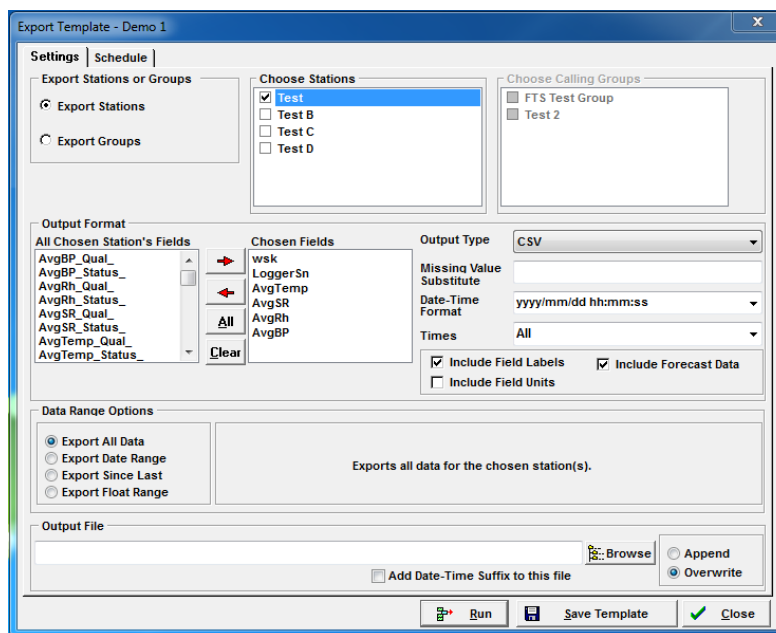 Export Template - Demo 1
X
Settings
Schedule
Export Stations or Groups
Export Stations
Export Groups
Choose Stations
Test
Test B
Test C
Test D
Choose Calling Groups
FTS Test Group
Test 2
Output Format
All Chosen Station's Fields
AvgBP_Qual_
AvgBP_Status_
AvgRh_Qual_
AvgRh_Status_
AvgSR_Qual_
AvgSR_Status_
AvgTemp_Qual_
AvgTemp_Status_
All
Clear
Chosen Fields
wsk
LoggerSn
AvgTemp
AvgSR
AvgRh
AvgBP
Output Type
CSV
Missing Value
Substitute
Date-Time
Format
yyyy/mm/dd hh:mm:ss
Times
All
Include Field Labels
Include Forecast Data
Include Field Units
Data Range Options
Export All Data
Export Date Range
Export Since Last
Export Float Range
Exports all data for the chosen station(s).
Output File
Browse
Append
Overwrite
Add Date-Time Suffix to this file
Run
Save Template
Close